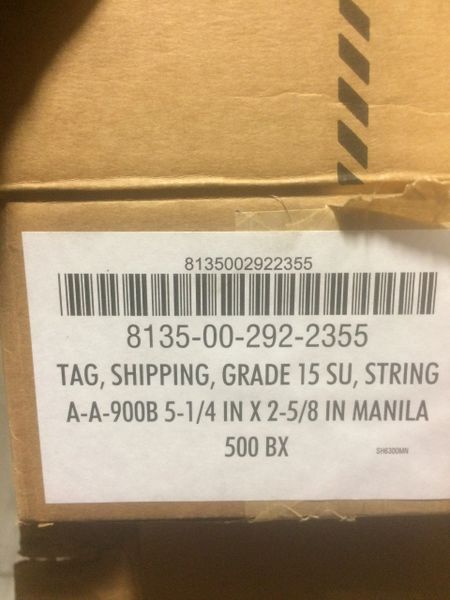 8135002922355
8135-00-292-2355
TAG, SHIPPING, GRADE 15 SU, STRING
A-A-900B 5-1/4 IN X 2-5/8 IN MANILA
500 BX
SH6300MN